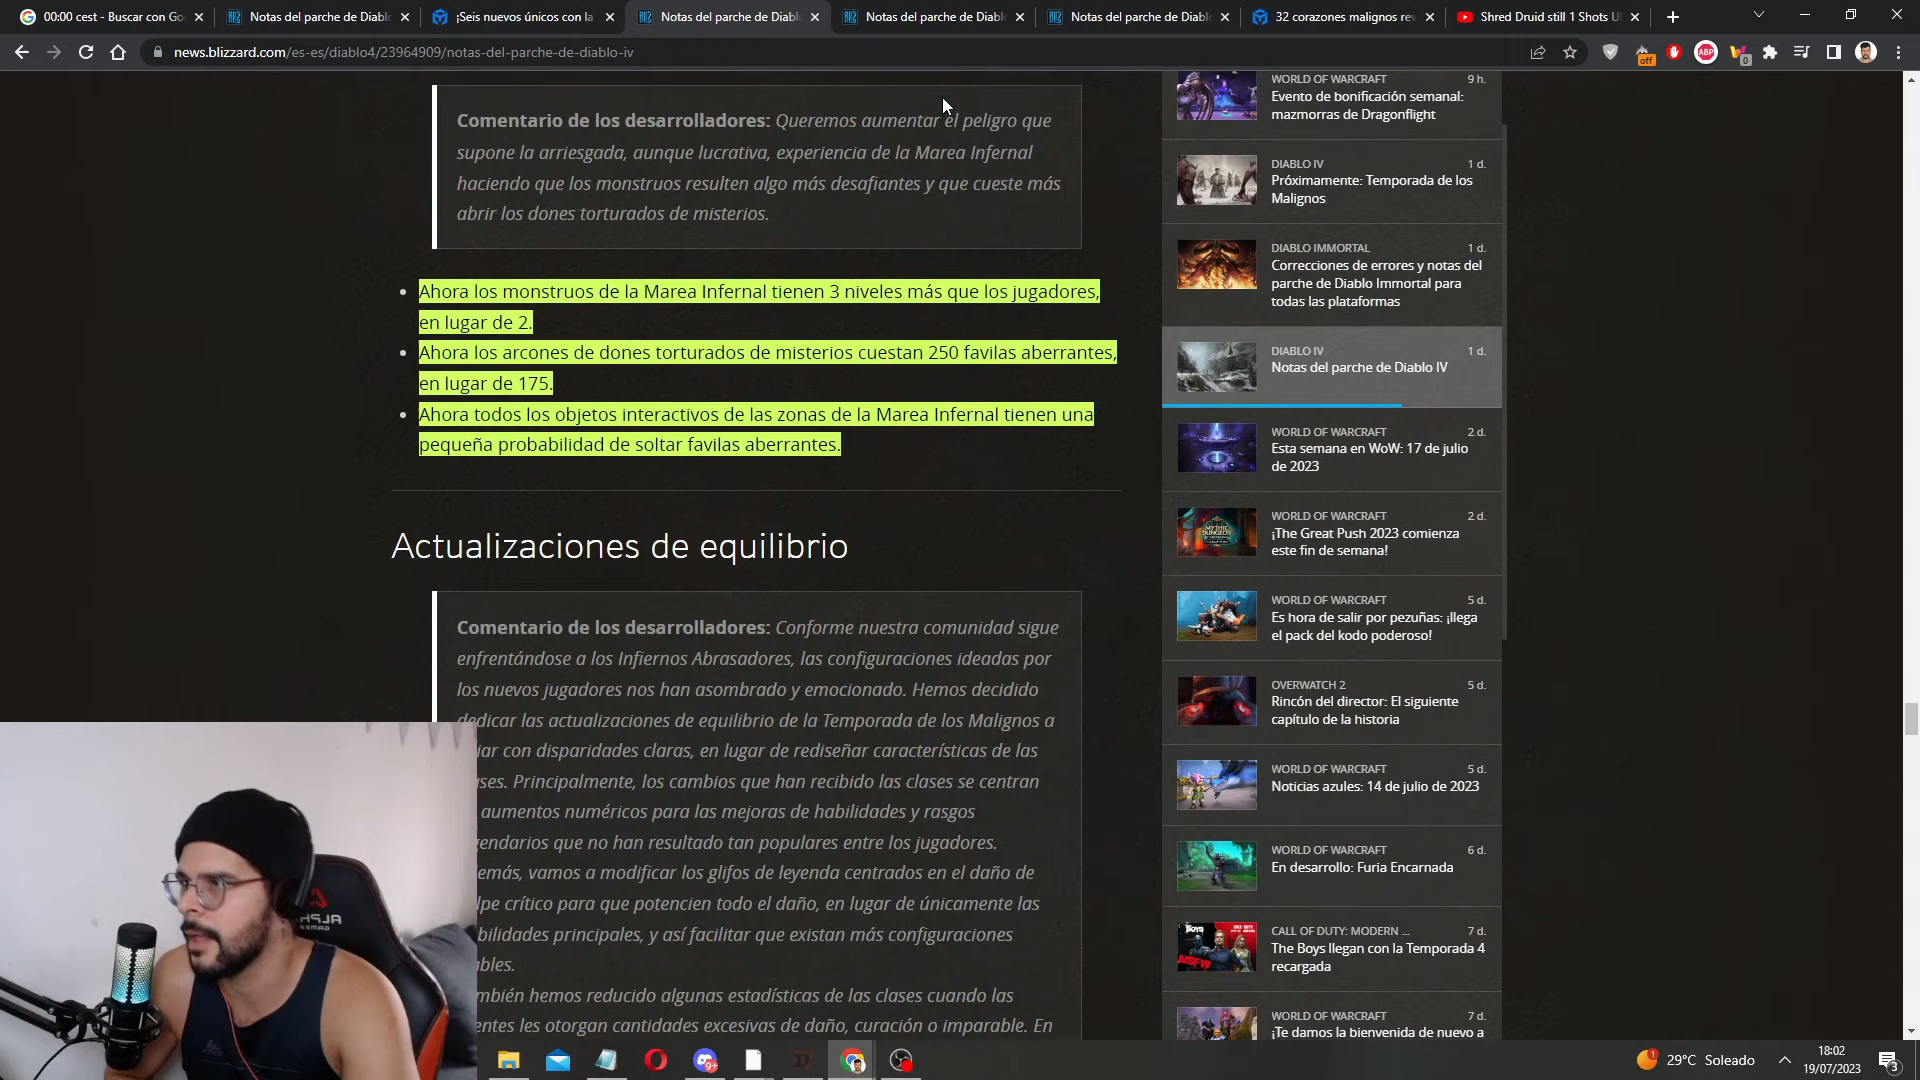 00:00 cest - Buscar con Go
Notas del parche de Diabl
¡Seis nuevos únicos con la
Notas del parche de Diabl
Notas del parche de Diabl
Notas del parche de Diabl
32 corazones malignos rev
Shred Druid still 1 Shots U
news.blizzard.com/es-es/diablo4/23964909/notas-del-parche-de-diablo-iv
off
ABP
0
Comentario de los desarrolladores: Queremos aumentar el peligro que
supone la arriesgada, aunque lucrativa, experiencia de la Marea Infernal
haciendo que los monstruos resulten algo más desafiantes y que cueste más
abrir los dones torturados de misterios.
• Ahora los monstruos de la Marea Infernal tienen 3 niveles más que los jugadores,
en lugar de 2.
• Ahora los arcones de dones torturados de misterios cuestan 250 favilas aberrantes,
en lugar de 175.
• Ahora todos los objetos interactivos de las zonas de la Marea Infernal tienen una
pequeña probabilidad de soltar favilas aberrantes.
Actualizaciones de equilibrio
Comentario de los desarrolladores: Conforme nuestra comunidad sigue
enfrentándose a los Infiernos Abrasadores, las configuraciones ideadas por
los nuevos jugadores nos han asombrado y emocionado. Hemos decidido
dedicar las actualizaciones de equilibrio de la Temporada de los Malignos a
iar con disparidades claras, en lugar de rediseñar características de las
ses. Principalmente, los cambios que han recibido las clases se centran
aumentos numéricos para las mejoras de habilidades y rasgos
gendarios que no han resultado tan populares entre los jugadores.
emás, vamos a modificar los glifos de leyenda centrados en el daño de
lpe crítico para que potencien todo el daño, en lugar de únicamente las
bilidades principales, y así facilitar que existan más configuraciones
ables.
mbién hemos reducido algunas estadísticas de las clases cuando las
entes les otorgan cantidades excesivas de daño, curación o imparable. En
WORLD OF WARCRAFT 9 h.
Evento de bonificación semanal:
mazmorras de Dragonflight
DIABLO IV 1 d.
Próximamente: Temporada de los
Malignos
DIABLO IMMORTAL 1 d.
Correcciones de errores y notas del
parche de Diablo Immortal para
todas las plataformas
DIABLO IV 1 d.
Notas del parche de Diablo IV
WORLD OF WARCRAFT 2 d.
Esta semana en WoW: 17 de julio
de 2023
WORLD OF WARCRAFT 2 d.
¡The Great Push 2023 comienza
este fin de semana!
WORLD OF WARCRAFT 5 d.
Es hora de salir por pezuñas: ¡llega
el pack del kodo poderoso!
OVERWATCH 2 5 d.
Rincón del director: El siguiente
capítulo de la historia
WORLD OF WARCRAFT 5 d.
Noticias azules: 14 de julio de 2023
WORLD OF WARCRAFT 6 d.
En desarrollo: Furia Encarnada
CALL OF DUTY: MODERN ... 7 d.
The Boys llegan con la Temporada 4
recargada
WORLD OF WARCRAFT 7 d.
¡Te damos la bienvenida de nuevo a
29°C Soleado
18:02
19/07/2023